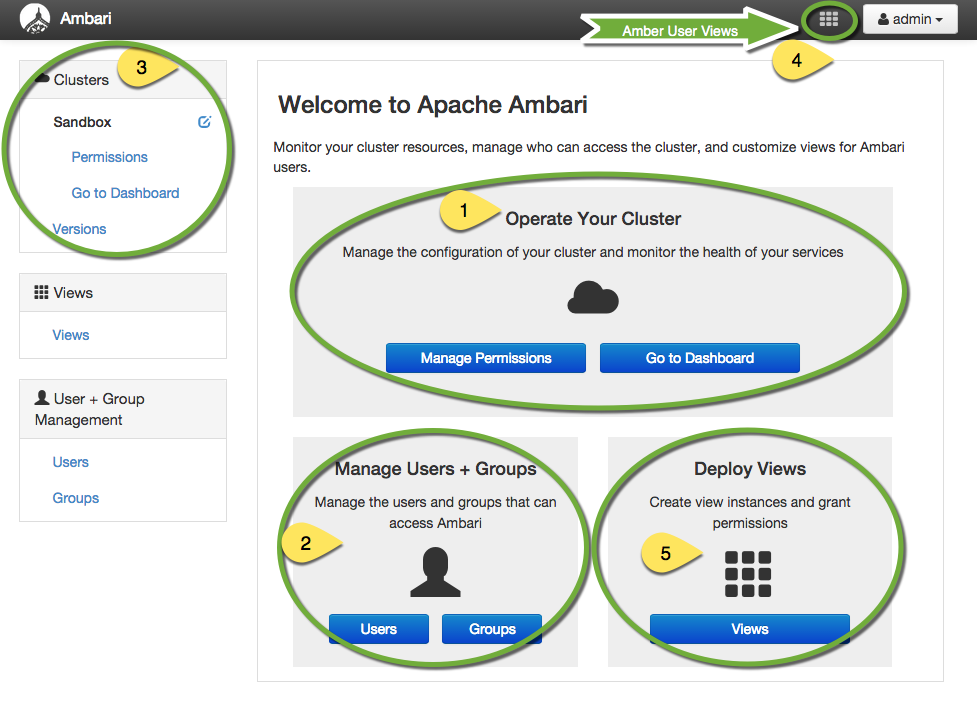 Ambari
Amber User Views
admin
4
3
Clusters
Sandbox
Permissions
Go to Dashboard
Versions
Views
Views
User + Group
Management
Users
Groups
Welcome to Apache Ambari
Monitor your cluster resources, manage who can access the cluster, and customize views for Ambari
users.
1
Operate Your Cluster
Manage the configuration of your cluster and monitor the health of your services
Manage Permissions
Go to Dashboard
Manage Users + Groups
Manage the users and groups that can
access Ambari
2
Users
Groups
Deploy Views
Create view instances and grant
permissions
5
Views